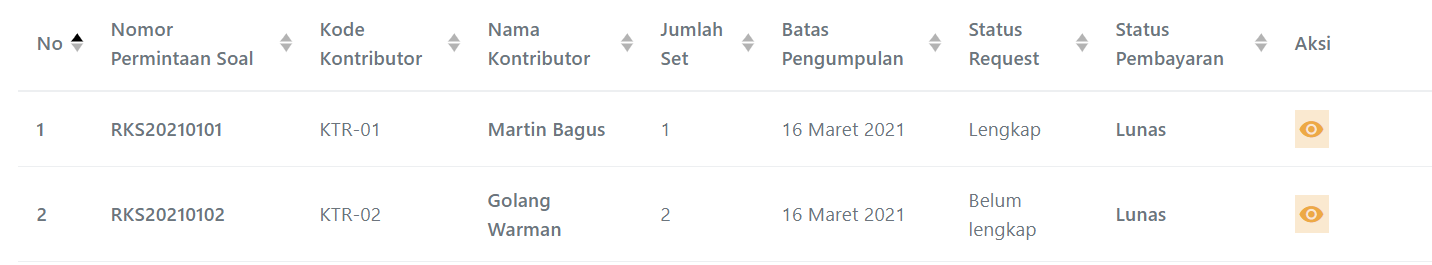 No Nomor Permintaan Soal Kode Kontributor Nama Kontributor Jumlah Set Batas Pengumpulan Status Request Status Pembayaran Aksi
1 RKS20210101 KTR-01 Martin Bagus 1 16 Maret 2021 Lengkap Lunas
2 RKS20210102 KTR-02 Golang Warman 2 16 Maret 2021 Belum lengkap Lunas